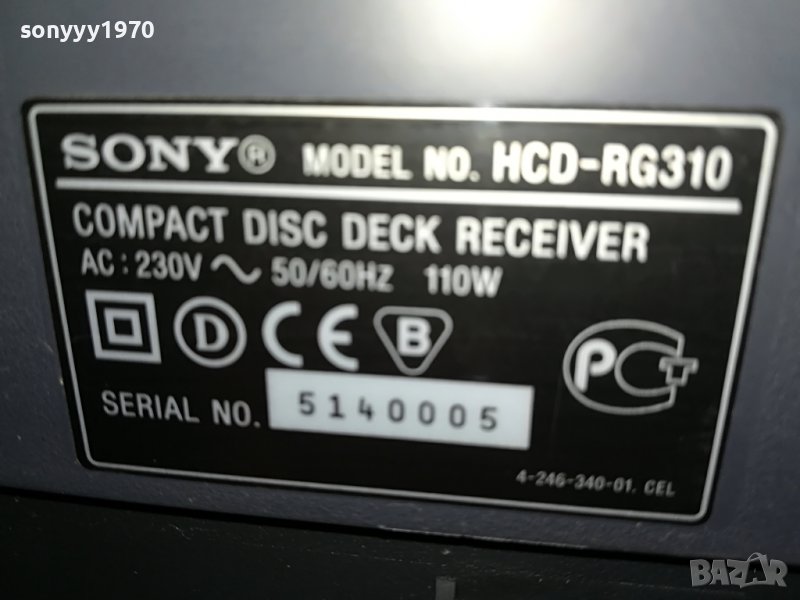 sonyyy1970
SONY® MODEL NO. HCD-RG310
COMPACT DISC DECK RECEIVER
AC: 230V ~ 50/60Hz 110W
D CE B PCT
SERIAL NO. 5140005
4-246-340-01. CEL
BAZAR